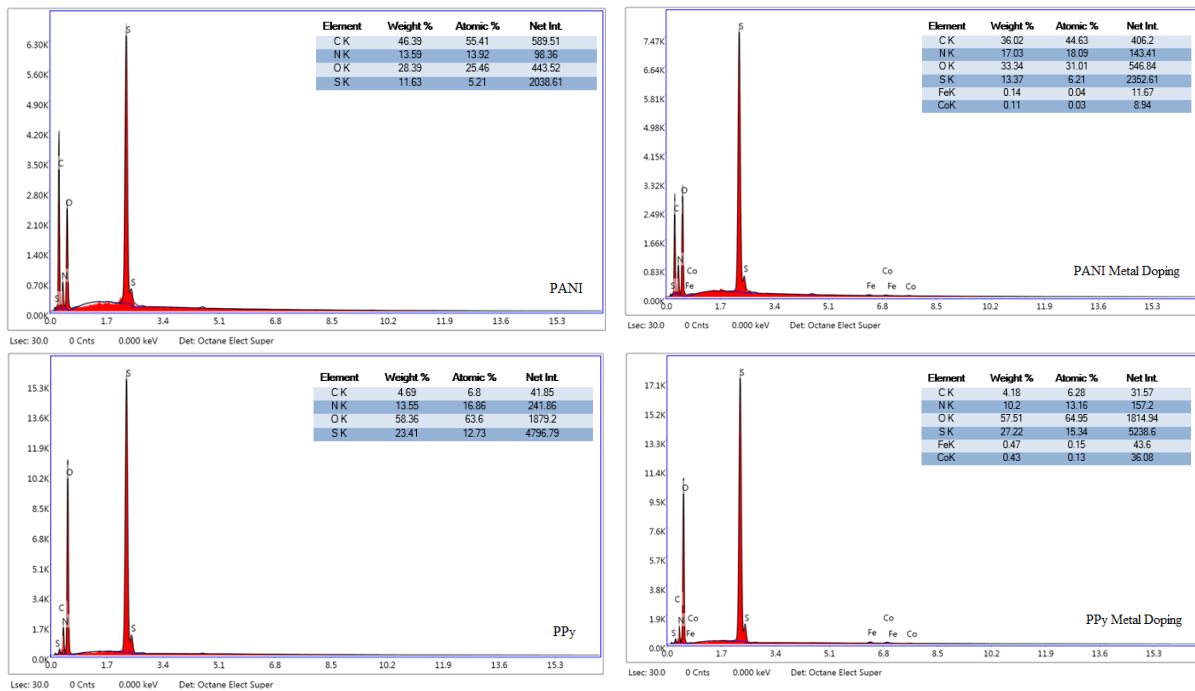 Element Weight % Atomic % Net Int.
C K 46.39 55.41 589.51
N K 13.59 13.92 98.36
O K 28.39 25.46 443.52
S K 11.63 5.21 2038.61
6.30K
5.60K
4.90K
4.20K
3.50K
2.80K
2.10K
1.40K
0.70K
0.00K
S
C
O
N
S
S
PANI
0.0 1.7 3.4 5.1 6.8 8.5 10.2 11.9 13.6 15.3
Lsec: 30.0 0 Cnts 0.000 keV Det: Octane Elect Super
Element Weight % Atomic % Net Int.
C K 36.02 44.63 406.2
N K 17.03 18.09 143.41
O K 33.34 31.01 546.84
S K 13.37 6.21 2352.61
FeK 0.14 0.04 11.67
CoK 0.11 0.03 8.94
7.47K
6.64K
5.81K
4.98K
4.15K
3.32K
2.49K
1.66K
0.83K
0.00K
S
O
C
N Co S Co
S Fe Fe Fe Co
PANI Metal Doping
0.0 1.7 3.4 5.1 6.8 8.5 10.2 11.9 13.6 15.3
Lsec: 30.0 0 Cnts 0.000 keV Det: Octane Elect Super
Element Weight % Atomic % Net Int.
C K 4.69 6.8 41.85
N K 13.55 16.86 241.86
O K 58.36 63.6 1879.2
S K 23.41 12.73 4796.79
15.3K
13.6K
11.9K
10.2K
8.5K
6.8K
5.1K
3.4K
1.7K
0.0K
S
O
C
N
S S
PPy
0.0 1.7 3.4 5.1 6.8 8.5 10.2 11.9 13.6 15.3
Lsec: 30.0 0 Cnts 0.000 keV Det: Octane Elect Super
Element Weight % Atomic % Net Int.
C K 4.18 6.28 31.57
N K 10.2 13.16 157.2
O K 57.51 64.95 1814.94
S K 27.22 15.34 5238.6
FeK 0.47 0.15 43.6
CoK 0.43 0.13 36.08
17.1K
15.2K
13.3K
11.4K
9.5K
7.6K
5.7K
3.8K
1.9K
0.0K
S
O
C
N Co S Co
S Fe Fe Fe Co
PPy Metal Doping
0.0 1.7 3.4 5.1 6.8 8.5 10.2 11.9 13.6 15.3
Lsec: 30.0 0 Cnts 0.000 keV Det: Octane Elect Super